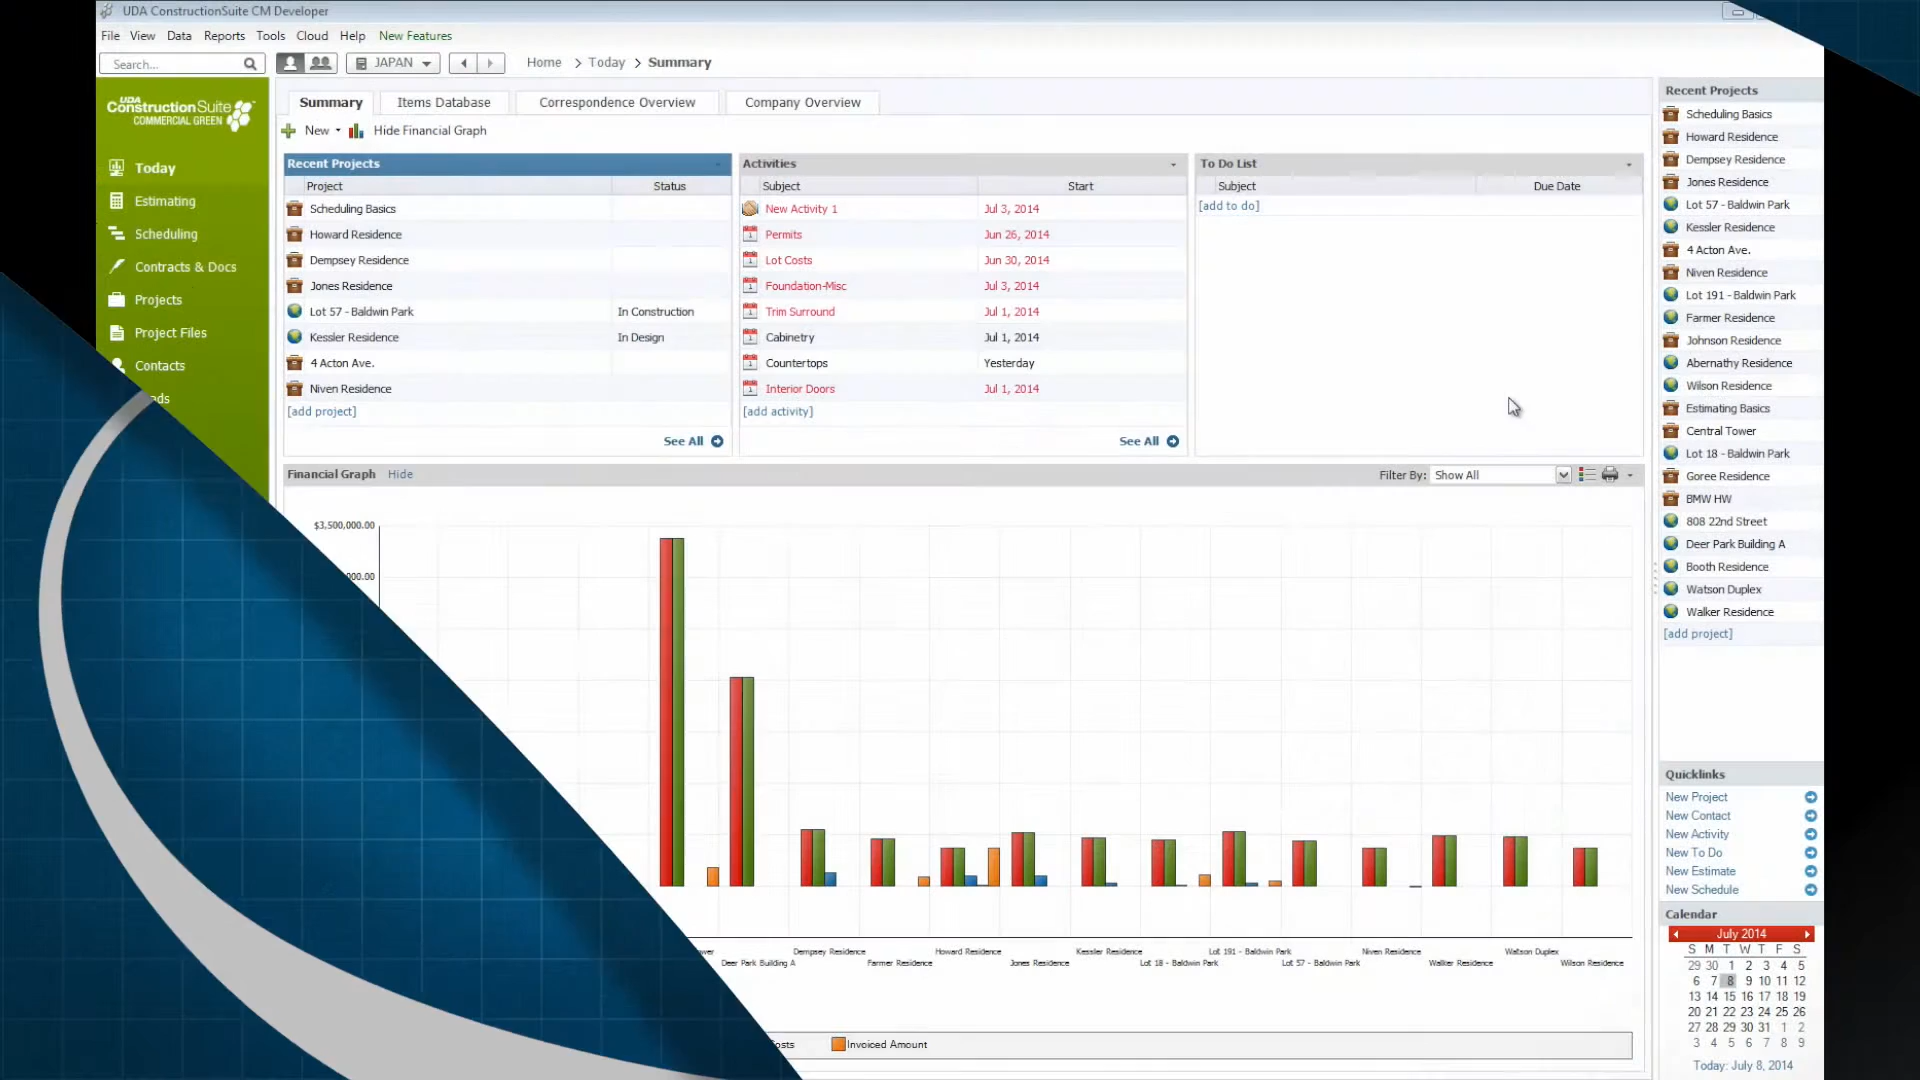 UDA ConstructionSuite CM Developer
File View Data Reports Tools Cloud Help New Features
Search... JAPAN Home > Today > Summary
UDA
ConstructionSuite
COMMERCIAL GREEN
Today
Estimating
Scheduling
Contracts & Docs
Projects
Project Files
Contacts
Summary Items Database Correspondence Overview Company Overview
New Hide Financial Graph
Recent Projects
Project Status
Scheduling Basics
Howard Residence
Dempsey Residence
Jones Residence
Lot 57 - Baldwin Park In Construction
Kessler Residence In Design
4 Acton Ave.
Niven Residence
[add project]
See All
Activities
Subject Start
New Activity 1 Jul 3, 2014
Permits Jun 26, 2014
Lot Costs Jun 30, 2014
Foundation-Misc Jul 3, 2014
Trim Surround Jul 1, 2014
Cabinetry Jul 1, 2014
Countertops Yesterday
Interior Doors Jul 1, 2014
[add activity]
See All
To Do List
Subject Due Date
[add to do]
Financial Graph Hide Filter By: Show All
$3,500,000.00
000.00
Dempsey Residence Howard Residence Kessler Residence Lot 191 - Baldwin Park Niven Residence Watson Duplex
Deer Park Building A Farmer Residence Jones Residence Lot 18 - Baldwin Park Lot 57 - Baldwin Park Walker Residence Wilson Residence
Invoiced Amount
Recent Projects
Scheduling Basics
Howard Residence
Dempsey Residence
Jones Residence
Lot 57 - Baldwin Park
Kessler Residence
4 Acton Ave.
Niven Residence
Lot 191 - Baldwin Park
Farmer Residence
Johnson Residence
Abernathy Residence
Wilson Residence
Estimating Basics
Central Tower
Lot 18 - Baldwin Park
Goree Residence
BMW HW
808 22nd Street
Deer Park Building A
Booth Residence
Watson Duplex
Walker Residence
[add project]
Quicklinks
New Project
New Contact
New Activity
New To Do
New Estimate
New Schedule
Calendar
July 2014
S M T W T F S
29 30 1 2 3 4 5
6 7 8 9 10 11 12
13 14 15 16 17 18 19
20 21 22 23 24 25 26
27 28 29 30 31 1 2
3 4 5 6 7 8 9
Today: July 8, 2014